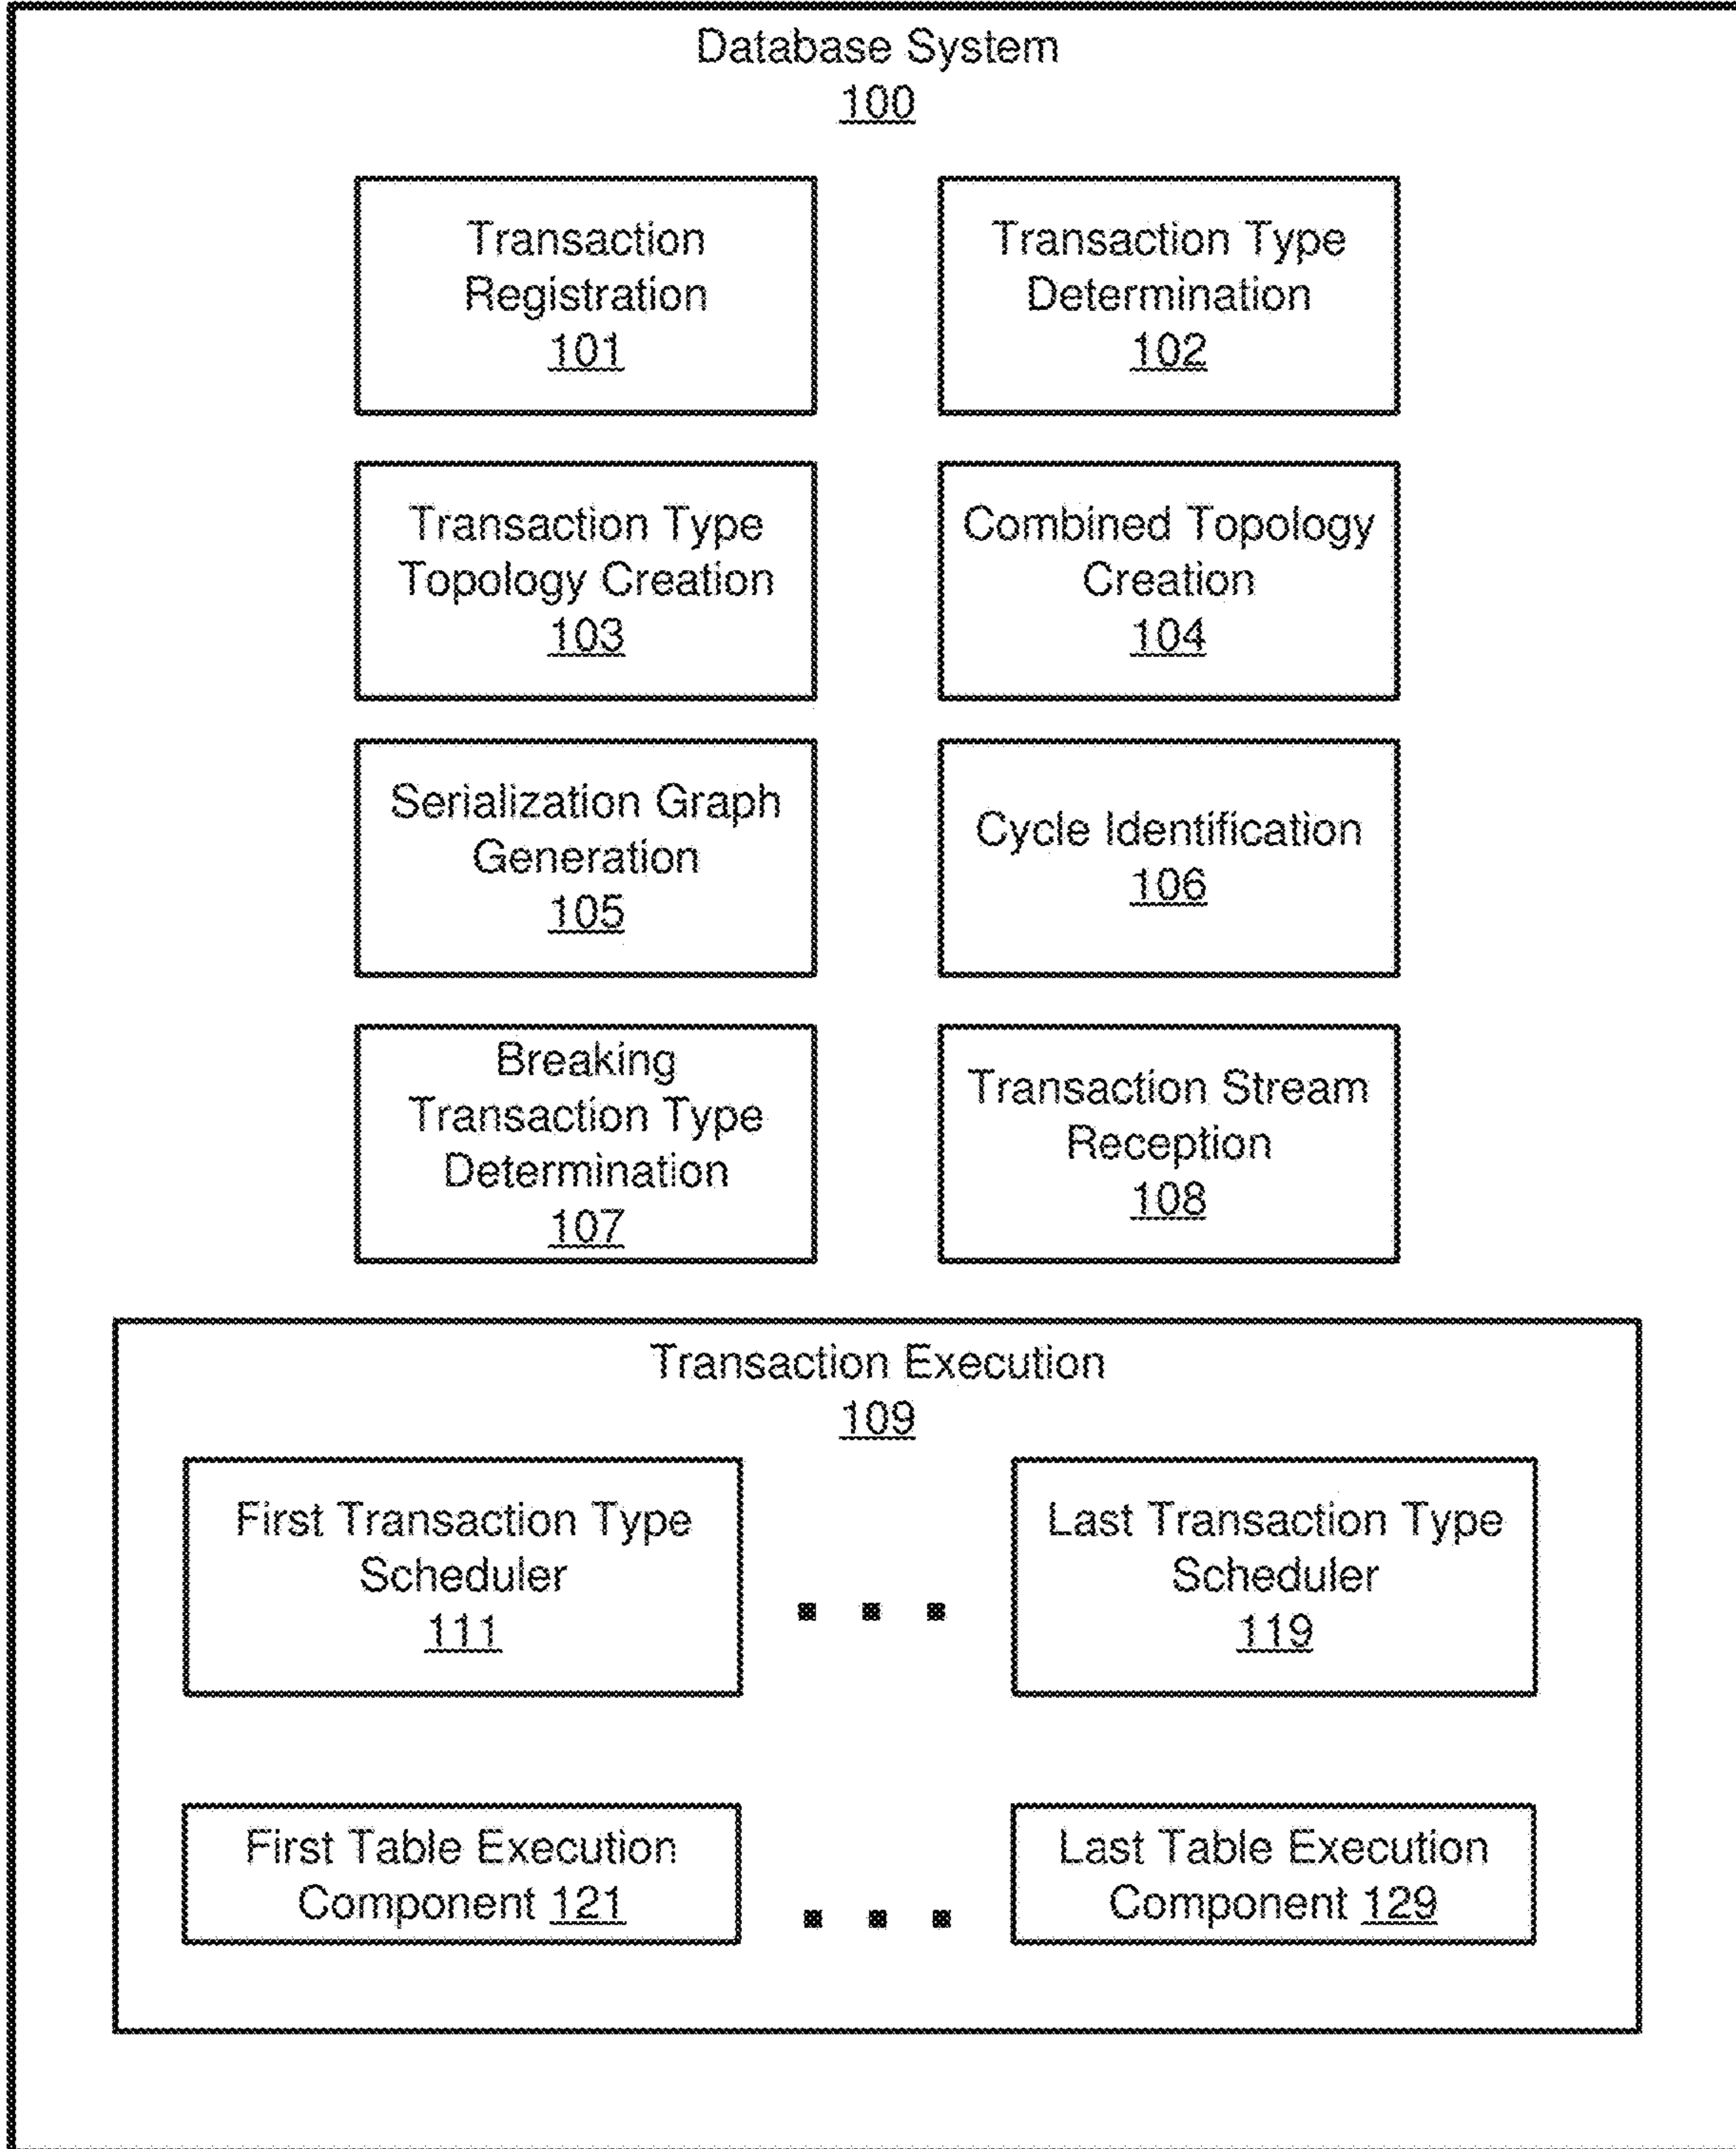 Database System
100
Transaction
Registration
101
Transaction Type
Determination
102
Transaction Type
Topology Creation
103
Combined Topology
Creation
104
Serialization Graph
Generation
105
Cycle Identification
106
Breaking
Transaction Type
Determination
107
Transaction Stream
Reception
108
Transaction Execution
109
First Transaction Type
Scheduler
111
. . .
Last Transaction Type
Scheduler
119
First Table Execution
Component 121
. . .
Last Table Execution
Component 129